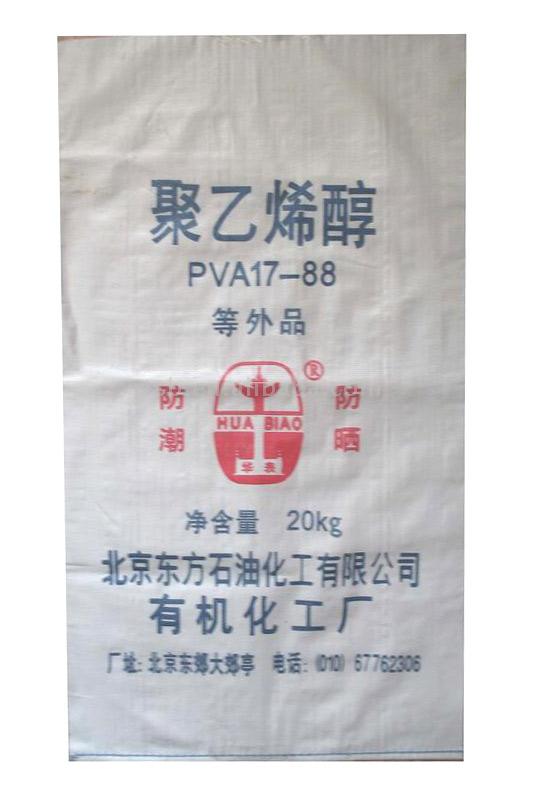 聚乙烯醇
PVA17-88
等外品
®
防潮
防晒
HUA BIAO
华表
净含量 20kg
北京东方石油化工有限公司
有机化工厂
厂址:北京东郊大郊亭 电话:(010) 67762306